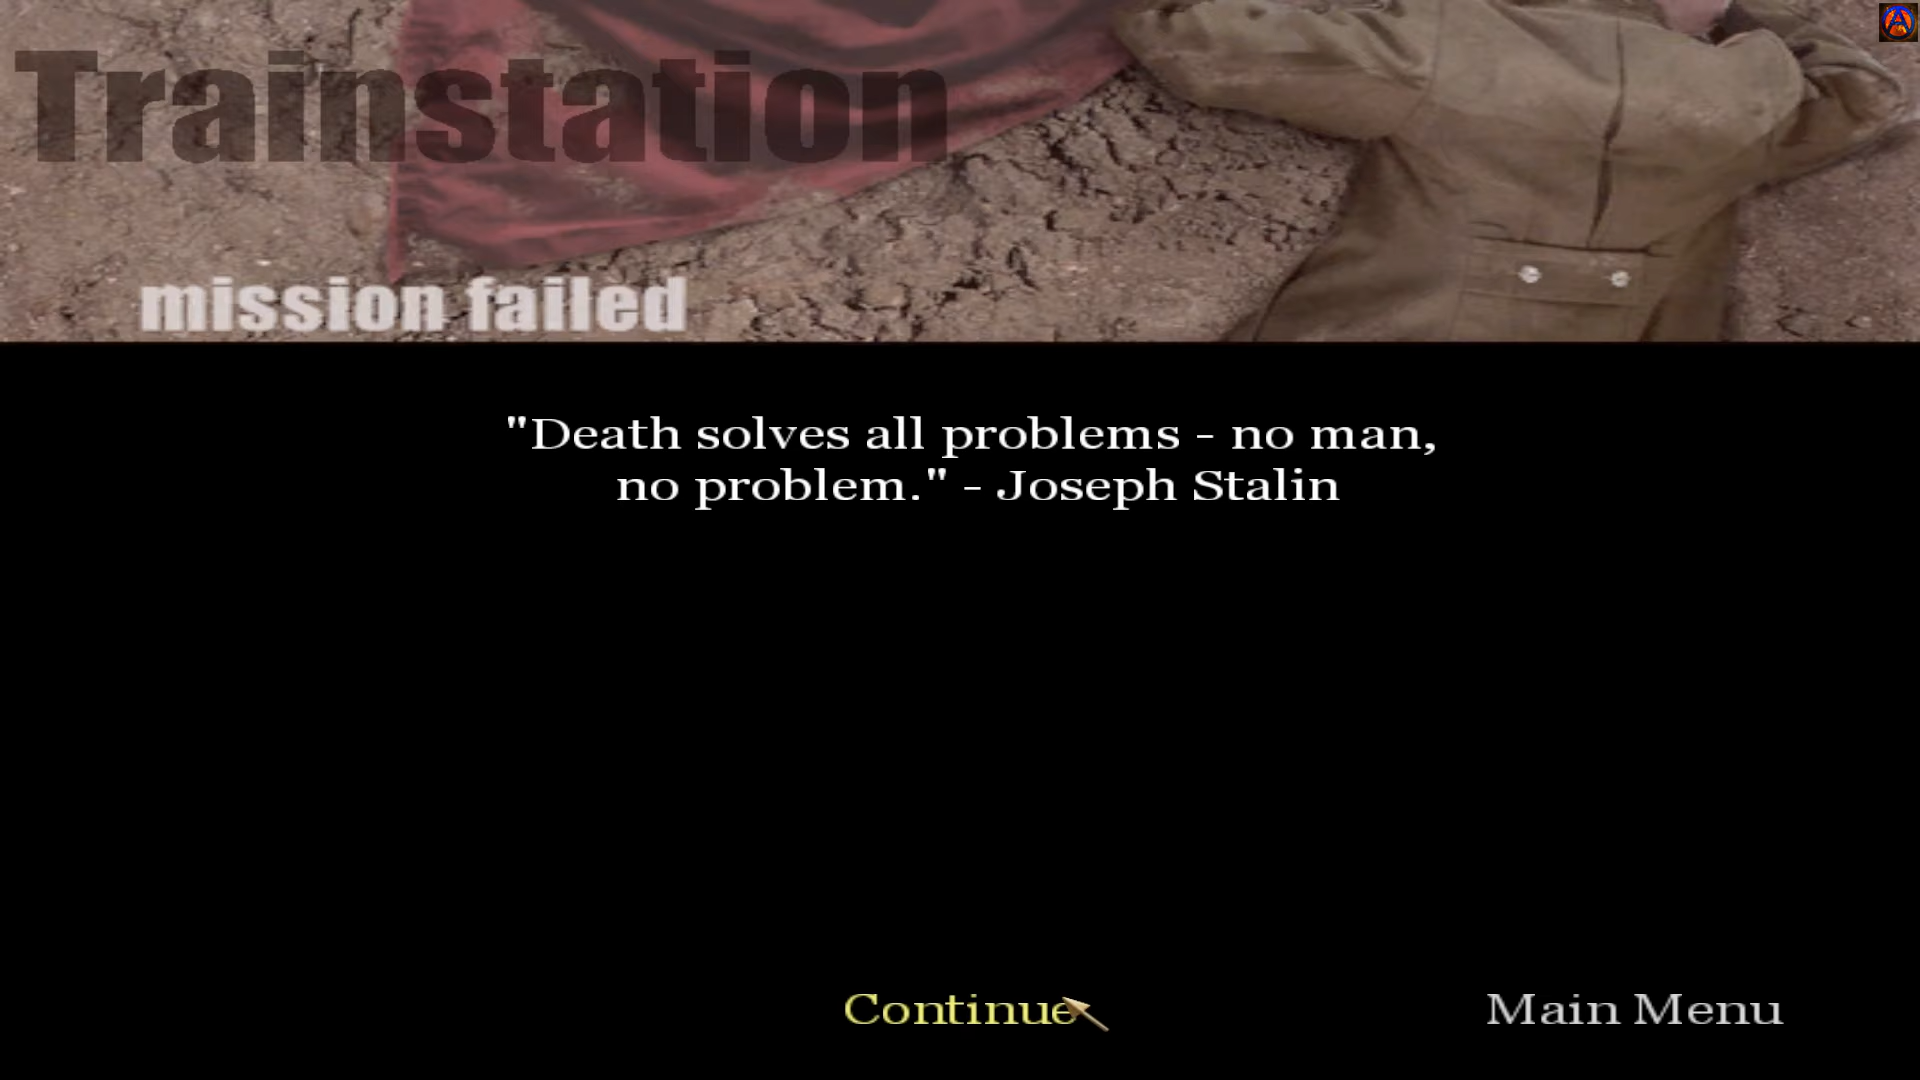 Trainstation
mission failed
"Death solves all problems - no man,
no problem." - Joseph Stalin
Continue
Main Menu